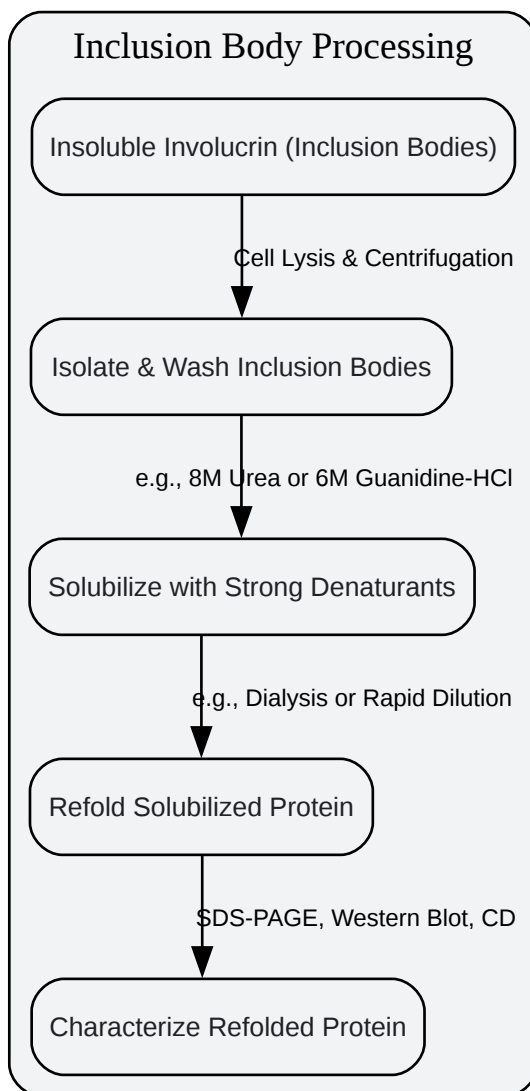 Inclusion Body Processing
Insoluble Involucrin (Inclusion Bodies)
Cell Lysis & Centrifugation
Isolate & Wash Inclusion Bodies
e.g., 8M Urea or 6M Guanidine-HCl
Solubilize with Strong Denaturants
e.g., Dialysis or Rapid Dilution
Refold Solubilized Protein
SDS-PAGE, Western Blot, CD
Characterize Refolded Protein